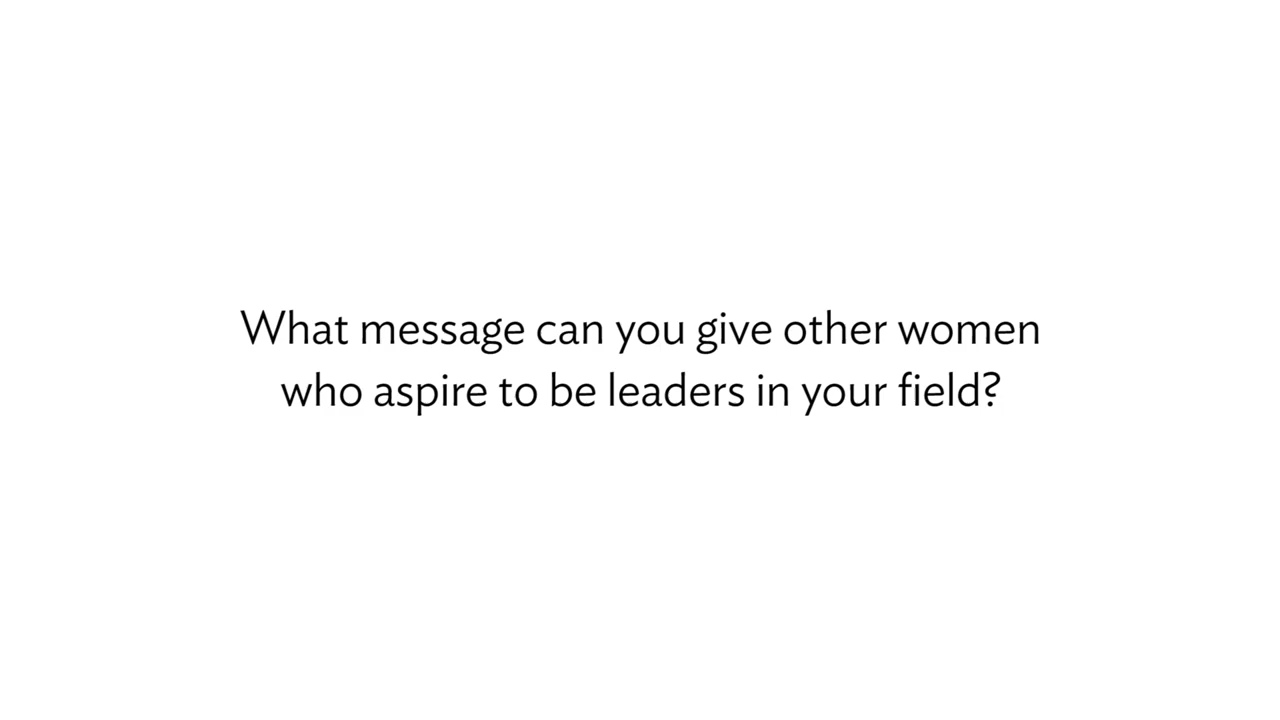 What message can you give other women
who aspire to be leaders in your field?